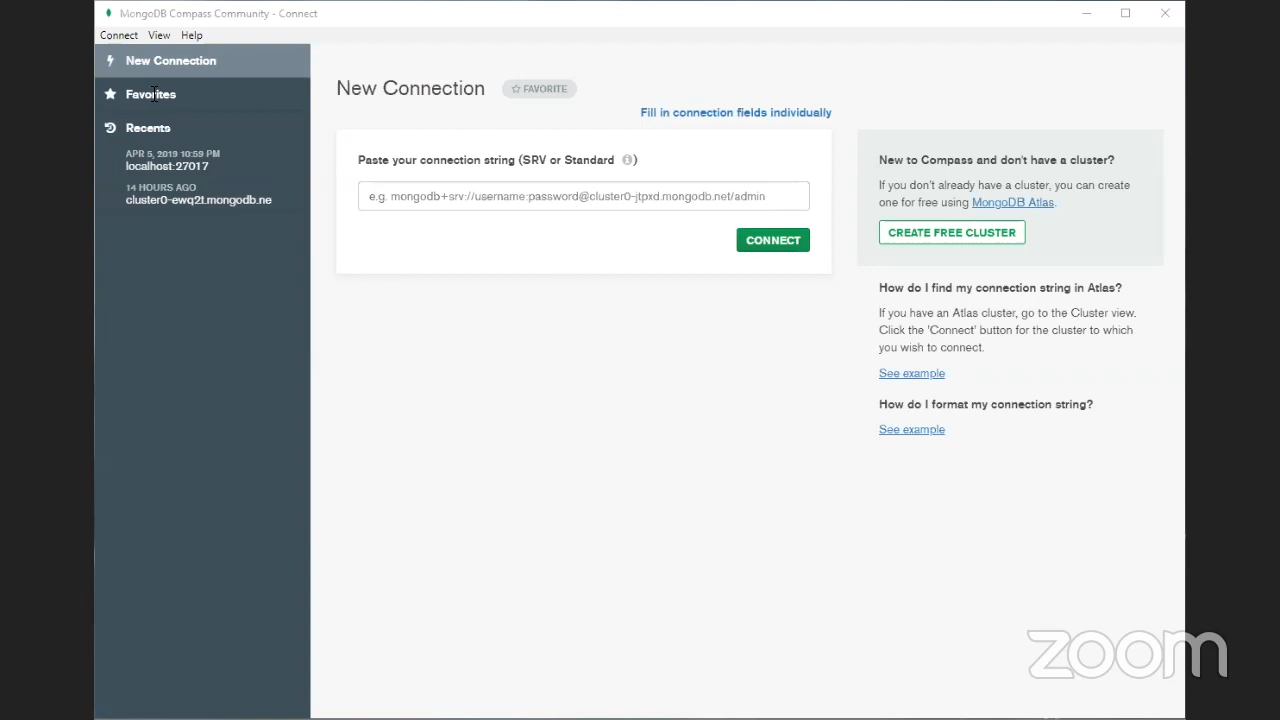 MongoDB Compass Community - Connect
Connect View Help
New Connection
Favorites
Recents
APR 5, 2019 10:59 PM
localhost:27017
14 HOURS AGO
cluster0-ewq2t.mongodb.ne
New Connection
FAVORITE
Fill in connection fields individually
Paste your connection string (SRV or Standard )
e.g. mongodb+srv://username:password@cluster0-jtpxd.mongodb.net/admin
CONNECT
New to Compass and don't have a cluster?
If you don't already have a cluster, you can create
one for free using MongoDB Atlas.
CREATE FREE CLUSTER
How do I find my connection string in Atlas?
If you have an Atlas cluster, go to the Cluster view.
Click the 'Connect' button for the cluster to which
you wish to connect.
See example
How do I format my connection string?
See example
zoom